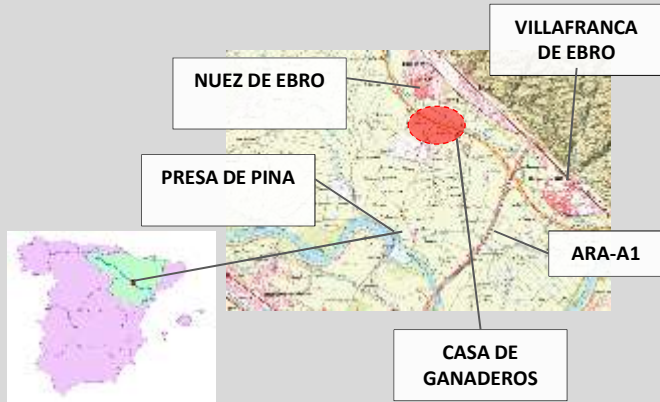 VILLAFRANCA
DE EBRO
NUEZ DE EBRO
PRESA DE PINA
ARA-A1
CASA DE
GANADEROS